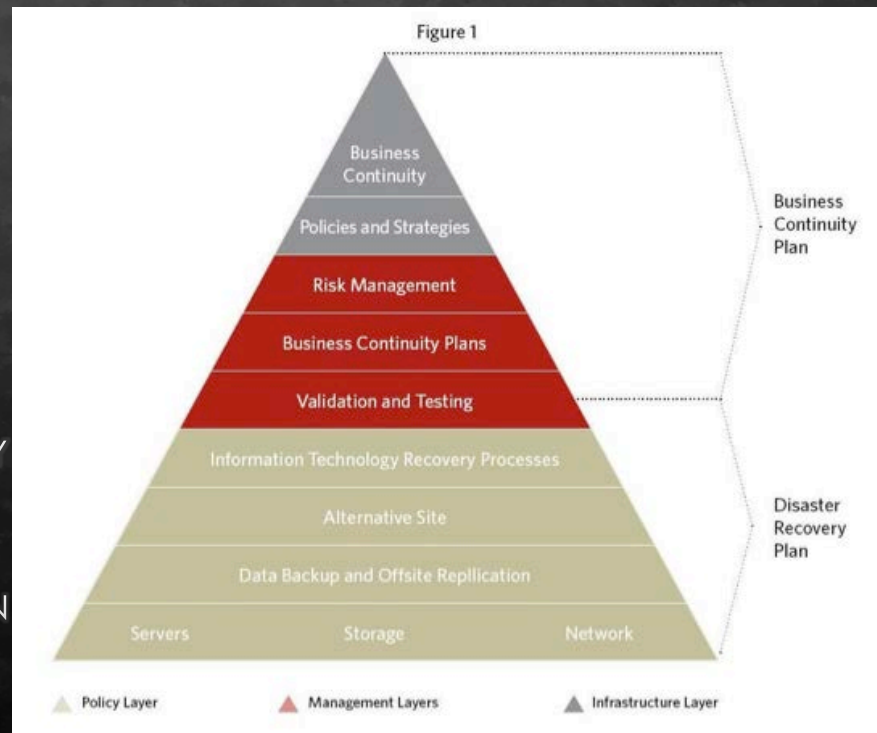 Figure 1
Business
Continuity
Policies and Strategies
Risk Management
Business Continuity Plans
Validation and Testing
Information Technology Recovery Processes
Alternative Site
Data Backup and Offsite Repllication
Servers Storage Network
Business
Continuity
Plan
Disaster
Recovery
Plan
Policy Layer Management Layers Infrastructure Layer
Y
N